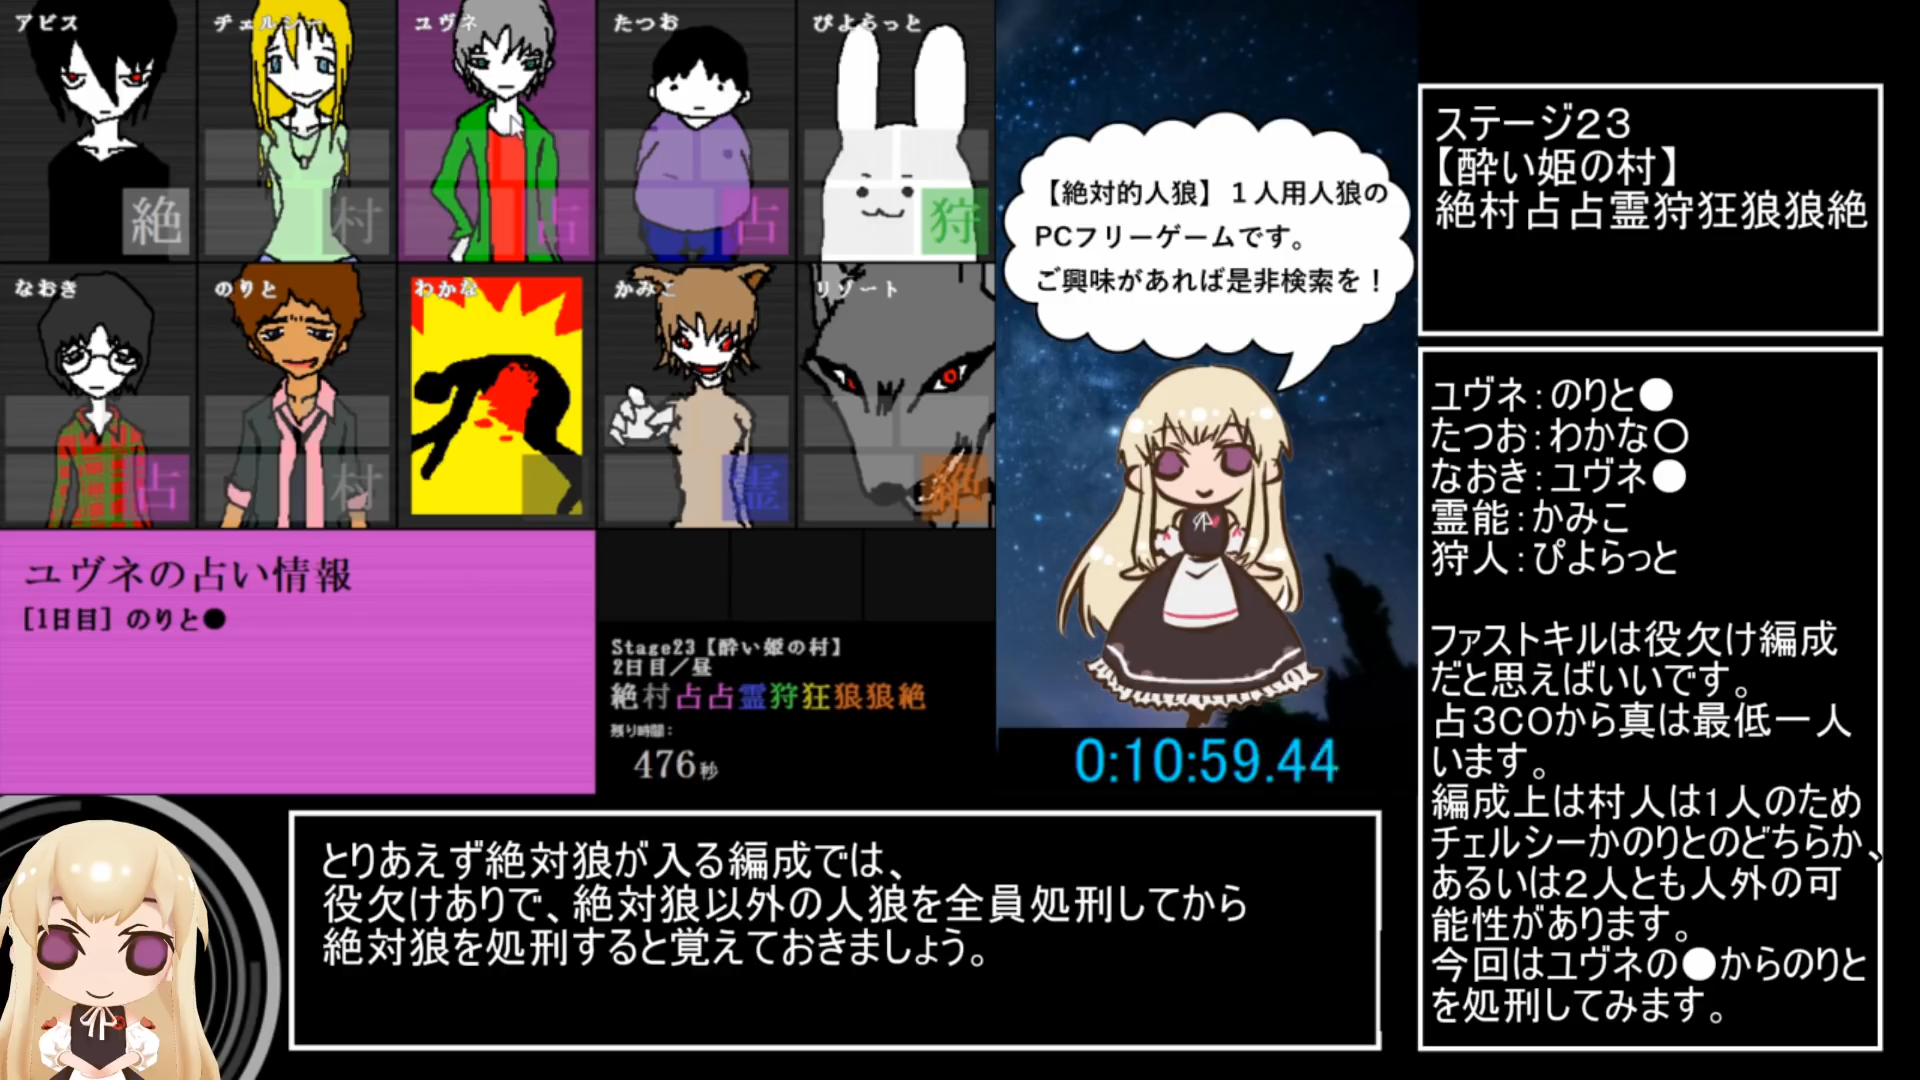 アビス
チェルシー
ユヴネ
たつお
ぴよらっと
絶
村
占
占
狩
なおき
のりと
わかな
かみこ
リゾート
占
村
霊
絶
ユヴネの占い情報
[1日目] のりと●
Stage23【酔い姫の村】
2日目／昼
絶村占占霊狩狂狼狼絶
残り時間：
476秒
【絶対的人狼】１人用人狼の
PCフリーゲームです。
ご興味があれば是非検索を！
0:10:59.44
ステージ23
【酔い姫の村】
絶村占占霊狩狂狼狼絶
ユヴネ：のりと●
たつお：わかな○
なおき：ユヴネ●
霊能：かみこ
狩人：ぴよらっと
ファストキルは役欠け編成
だと思えばいいです。
占3COから真は最低一人
います。
編成上は村人は1人のため
チェルシーかのりとのどちらか、
あるいは２人とも人外の可
能性があります。
今回はユヴネの●からのりと
を処刑してみます。
とりあえず絶対狼が入る編成では、
役欠けありで、絶対狼以外の人狼を全員処刑してから
絶対狼を処刑すると覚えておきましょう。